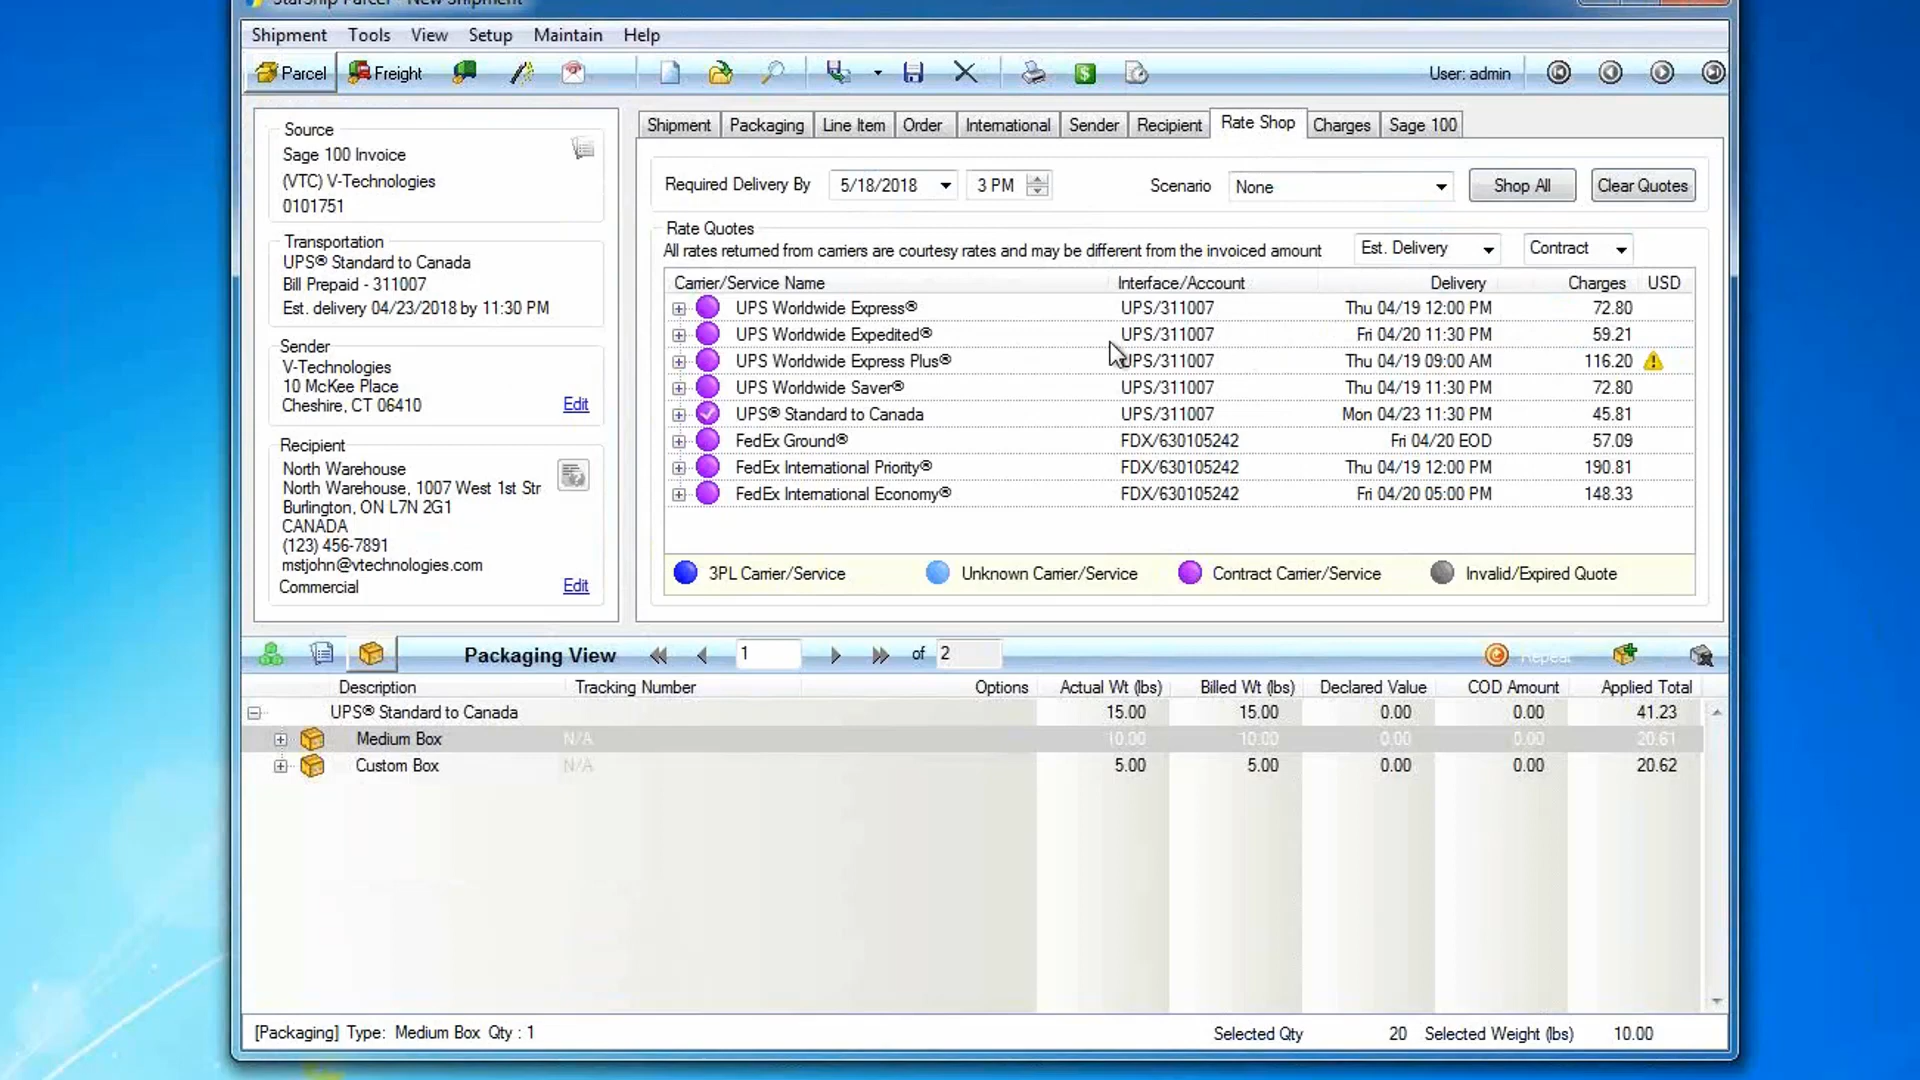 StarShip Parcel - New Shipment
Shipment Tools View Setup Maintain Help
Parcel Freight User: admin
Source
Sage 100 Invoice
(VTC) V-Technologies
0101751
Transportation
UPS® Standard to Canada
Bill Prepaid - 311007
Est. delivery 04/23/2018 by 11:30 PM
Sender
V-Technologies
10 McKee Place
Cheshire, CT 06410 Edit
Recipient
North Warehouse
North Warehouse, 1007 West 1st Str
Burlington, ON L7N 2G1
CANADA
(123) 456-7891
mstjohn@vtechnologies.com
Commercial Edit
Shipment Packaging Line Item Order International Sender Recipient Rate Shop Charges Sage 100
Required Delivery By 5/18/2018 3 PM Scenario None Shop All Clear Quotes
Rate Quotes
All rates returned from carriers are courtesy rates and may be different from the invoiced amount Est. Delivery Contract
Carrier/Service Name Interface/Account Delivery Charges USD
UPS Worldwide Express® UPS/311007 Thu 04/19 12:00 PM 72.80
UPS Worldwide Expedited® UPS/311007 Fri 04/20 11:30 PM 59.21
UPS Worldwide Express Plus® UPS/311007 Thu 04/19 09:00 AM 116.20
UPS Worldwide Saver® UPS/311007 Thu 04/19 11:30 PM 72.80
UPS® Standard to Canada UPS/311007 Mon 04/23 11:30 PM 45.81
FedEx Ground® FDX/630105242 Fri 04/20 EOD 57.09
FedEx International Priority® FDX/630105242 Thu 04/19 12:00 PM 190.81
FedEx International Economy® FDX/630105242 Fri 04/20 05:00 PM 148.33
3PL Carrier/Service Unknown Carrier/Service Contract Carrier/Service Invalid/Expired Quote
Packaging View 1 of 2 Repeat
Description Tracking Number Options Actual Wt (lbs) Billed Wt (lbs) Declared Value COD Amount Applied Total
UPS® Standard to Canada 15.00 15.00 0.00 0.00 41.23
Medium Box N/A 10.00 10.00 0.00 0.00 20.61
Custom Box N/A 5.00 5.00 0.00 0.00 20.62
[Packaging] Type: Medium Box Qty : 1 Selected Qty 20 Selected Weight (lbs) 10.00